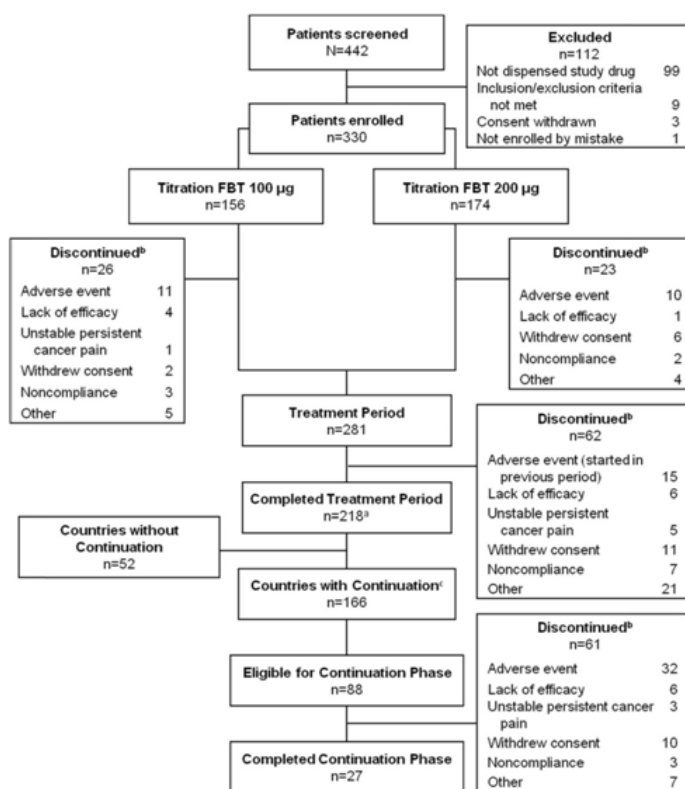 Patients screened
N=442
Excluded
n=112
Not dispensed study drug 99
Inclusion/exclusion criteria
not met 9
Consent withdrawn 3
Not enrolled by mistake 1
Patients enrolled
n=330
Titration FBT 100 µg
n=156
Titration FBT 200 µg
n=174
Discontinuedᵇ
n=26
Adverse event 11
Lack of efficacy 4
Unstable persistent
cancer pain 1
Withdrew consent 2
Noncompliance 3
Other 5
Discontinuedᵇ
n=23
Adverse event 10
Lack of efficacy 1
Withdrew consent 6
Noncompliance 2
Other 4
Treatment Period
n=281
Discontinuedᵇ
n=62
Adverse event (started in
previous period) 15
Lack of efficacy 6
Unstable persistent
cancer pain 5
Withdrew consent 11
Noncompliance 7
Other 21
Completed Treatment Period
n=218ᵃ
Countries without
Continuation
n=52
Countries with Continuationᶜ
n=166
Eligible for Continuation Phase
n=88
Discontinuedᵇ
n=61
Adverse event 32
Lack of efficacy 6
Unstable persistent cancer 3
pain
Withdrew consent 10
Noncompliance 3
Other 7
Completed Continuation Phase
n=27